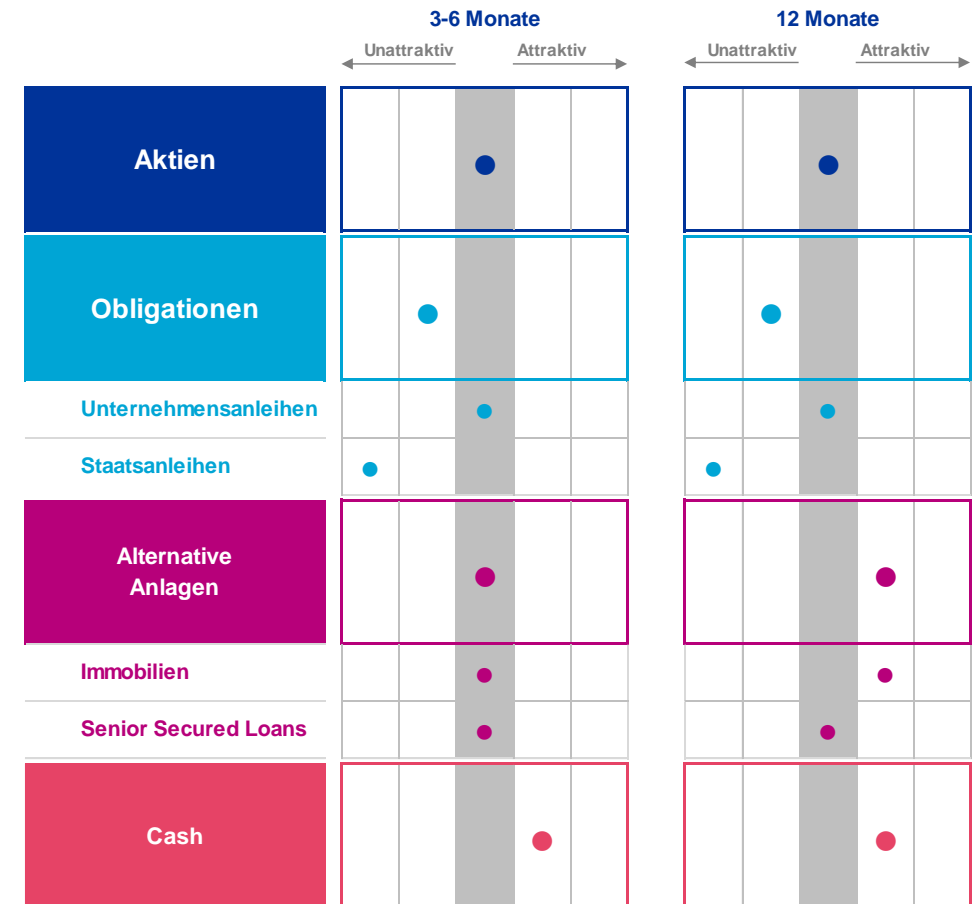 3-6 Monate
12 Monate
Unattraktiv
Attraktiv
Unattraktiv
Attraktiv
Aktien
Obligationen
Unternehmensanleihen
Staatsanleihen
Alternative
Anlagen
Immobilien
Senior Secured Loans
Cash